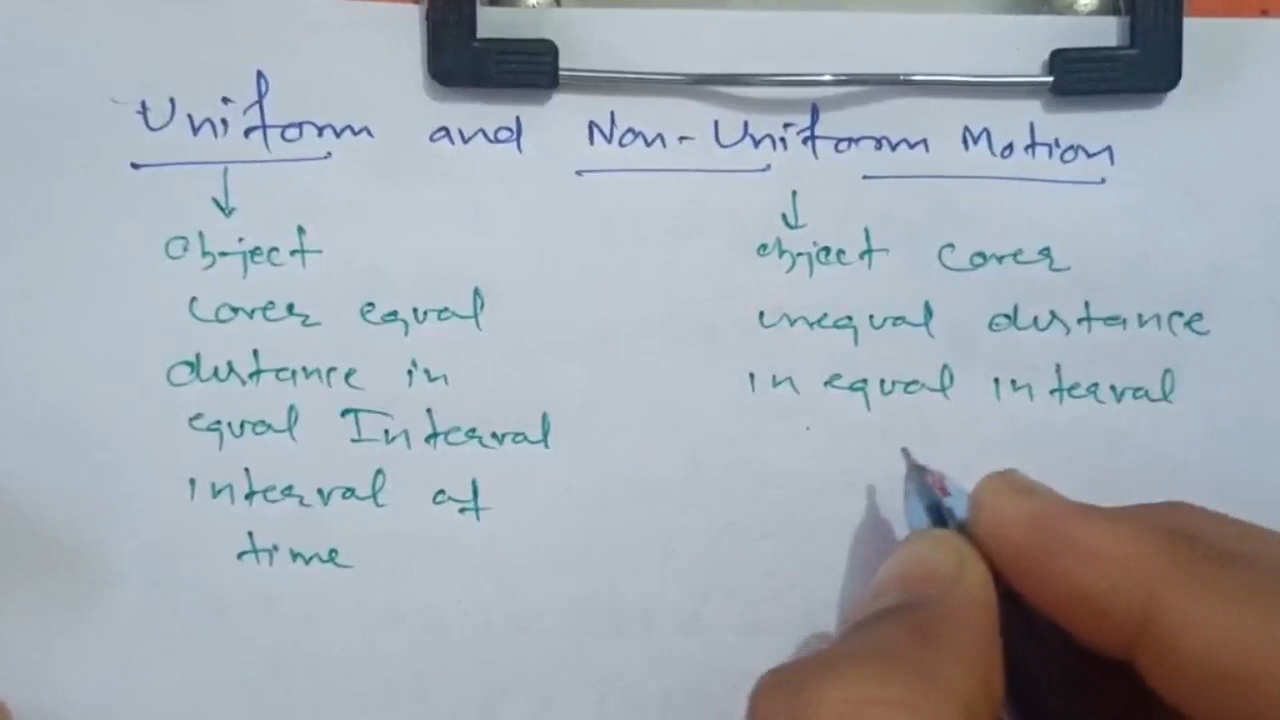 Uniform and Non-Uniform Motion
Object
cover equal
distance in
equal Interval
interval of
time
object cover
unequal distance
in equal interval